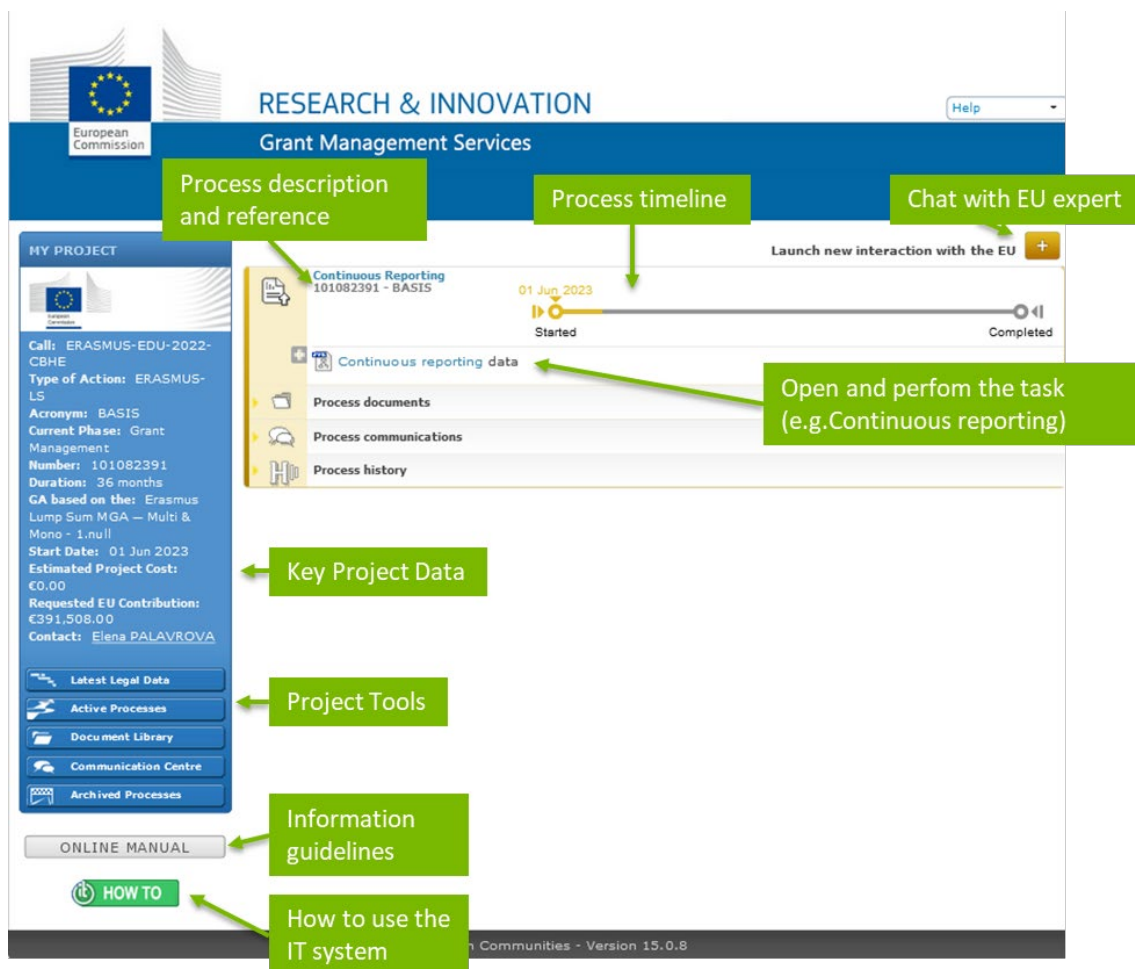 European
Commission
RESEARCH & INNOVATION
Help
Grant Management Services
Process description
and reference
Process timeline
Chat with EU expert
MY PROJECT
Launch new interaction with the EU
+
European
Commission
Continuous Reporting
101082391 - BASIS
01 Jun 2023
Started
Completed
Continuous reporting data
Open and perfom the task
(e.g.Continuous reporting)
Process documents
Process communications
Process history
Call: ERASMUS-EDU-2022-
CBHE
Type of Action: ERASMUS-
LS
Acronym: BASIS
Current Phase: Grant
Management
Number: 101082391
Duration: 36 months
GA based on the: Erasmus
Lump Sum MGA — Multi &
Mono - 1.null
Start Date: 01 Jun 2023
Estimated Project Cost:
€0.00
Requested EU Contribution:
€391,508.00
Contact: Elena PALAVROVA
Key Project Data
Latest Legal Data
Active Processes
Document Library
Communication Centre
Archived Processes
Project Tools
ONLINE MANUAL
Information
guidelines
HOW TO
How to use the
IT system
Communities - Version 15.0.8